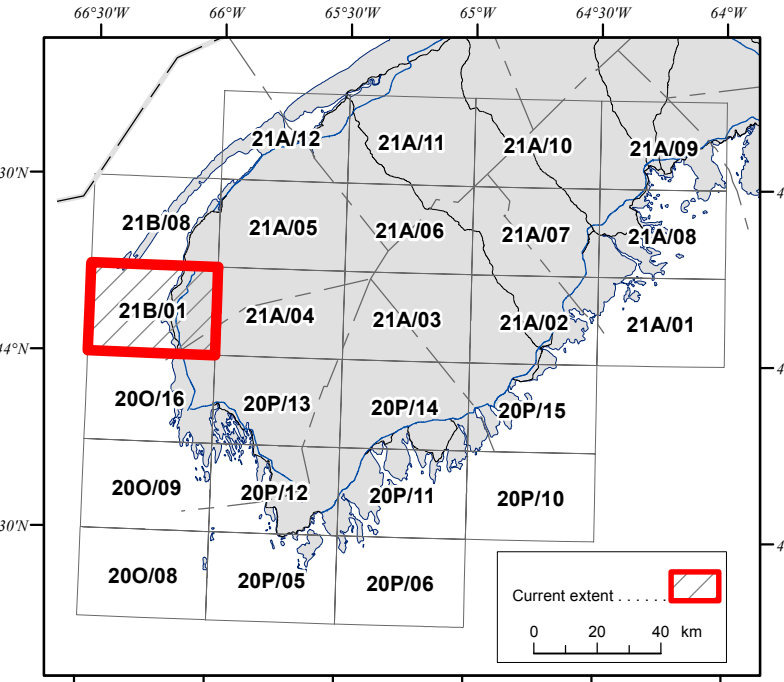 66°30'W 66°W 65°30'W 65°W 64°30'W 64°W
21A/12 21A/11 21A/10 21A/09
30'N
21B/08 21A/05 21A/06 21A/07 21A/08
21B/01 21A/04 21A/03 21A/02 21A/01
4°N
20O/16 20P/13 20P/14 20P/15
20O/09 20P/12 20P/11 20P/10
30'N
20O/08 20P/05 20P/06
Current extent . . . . . .
0 20 40 km